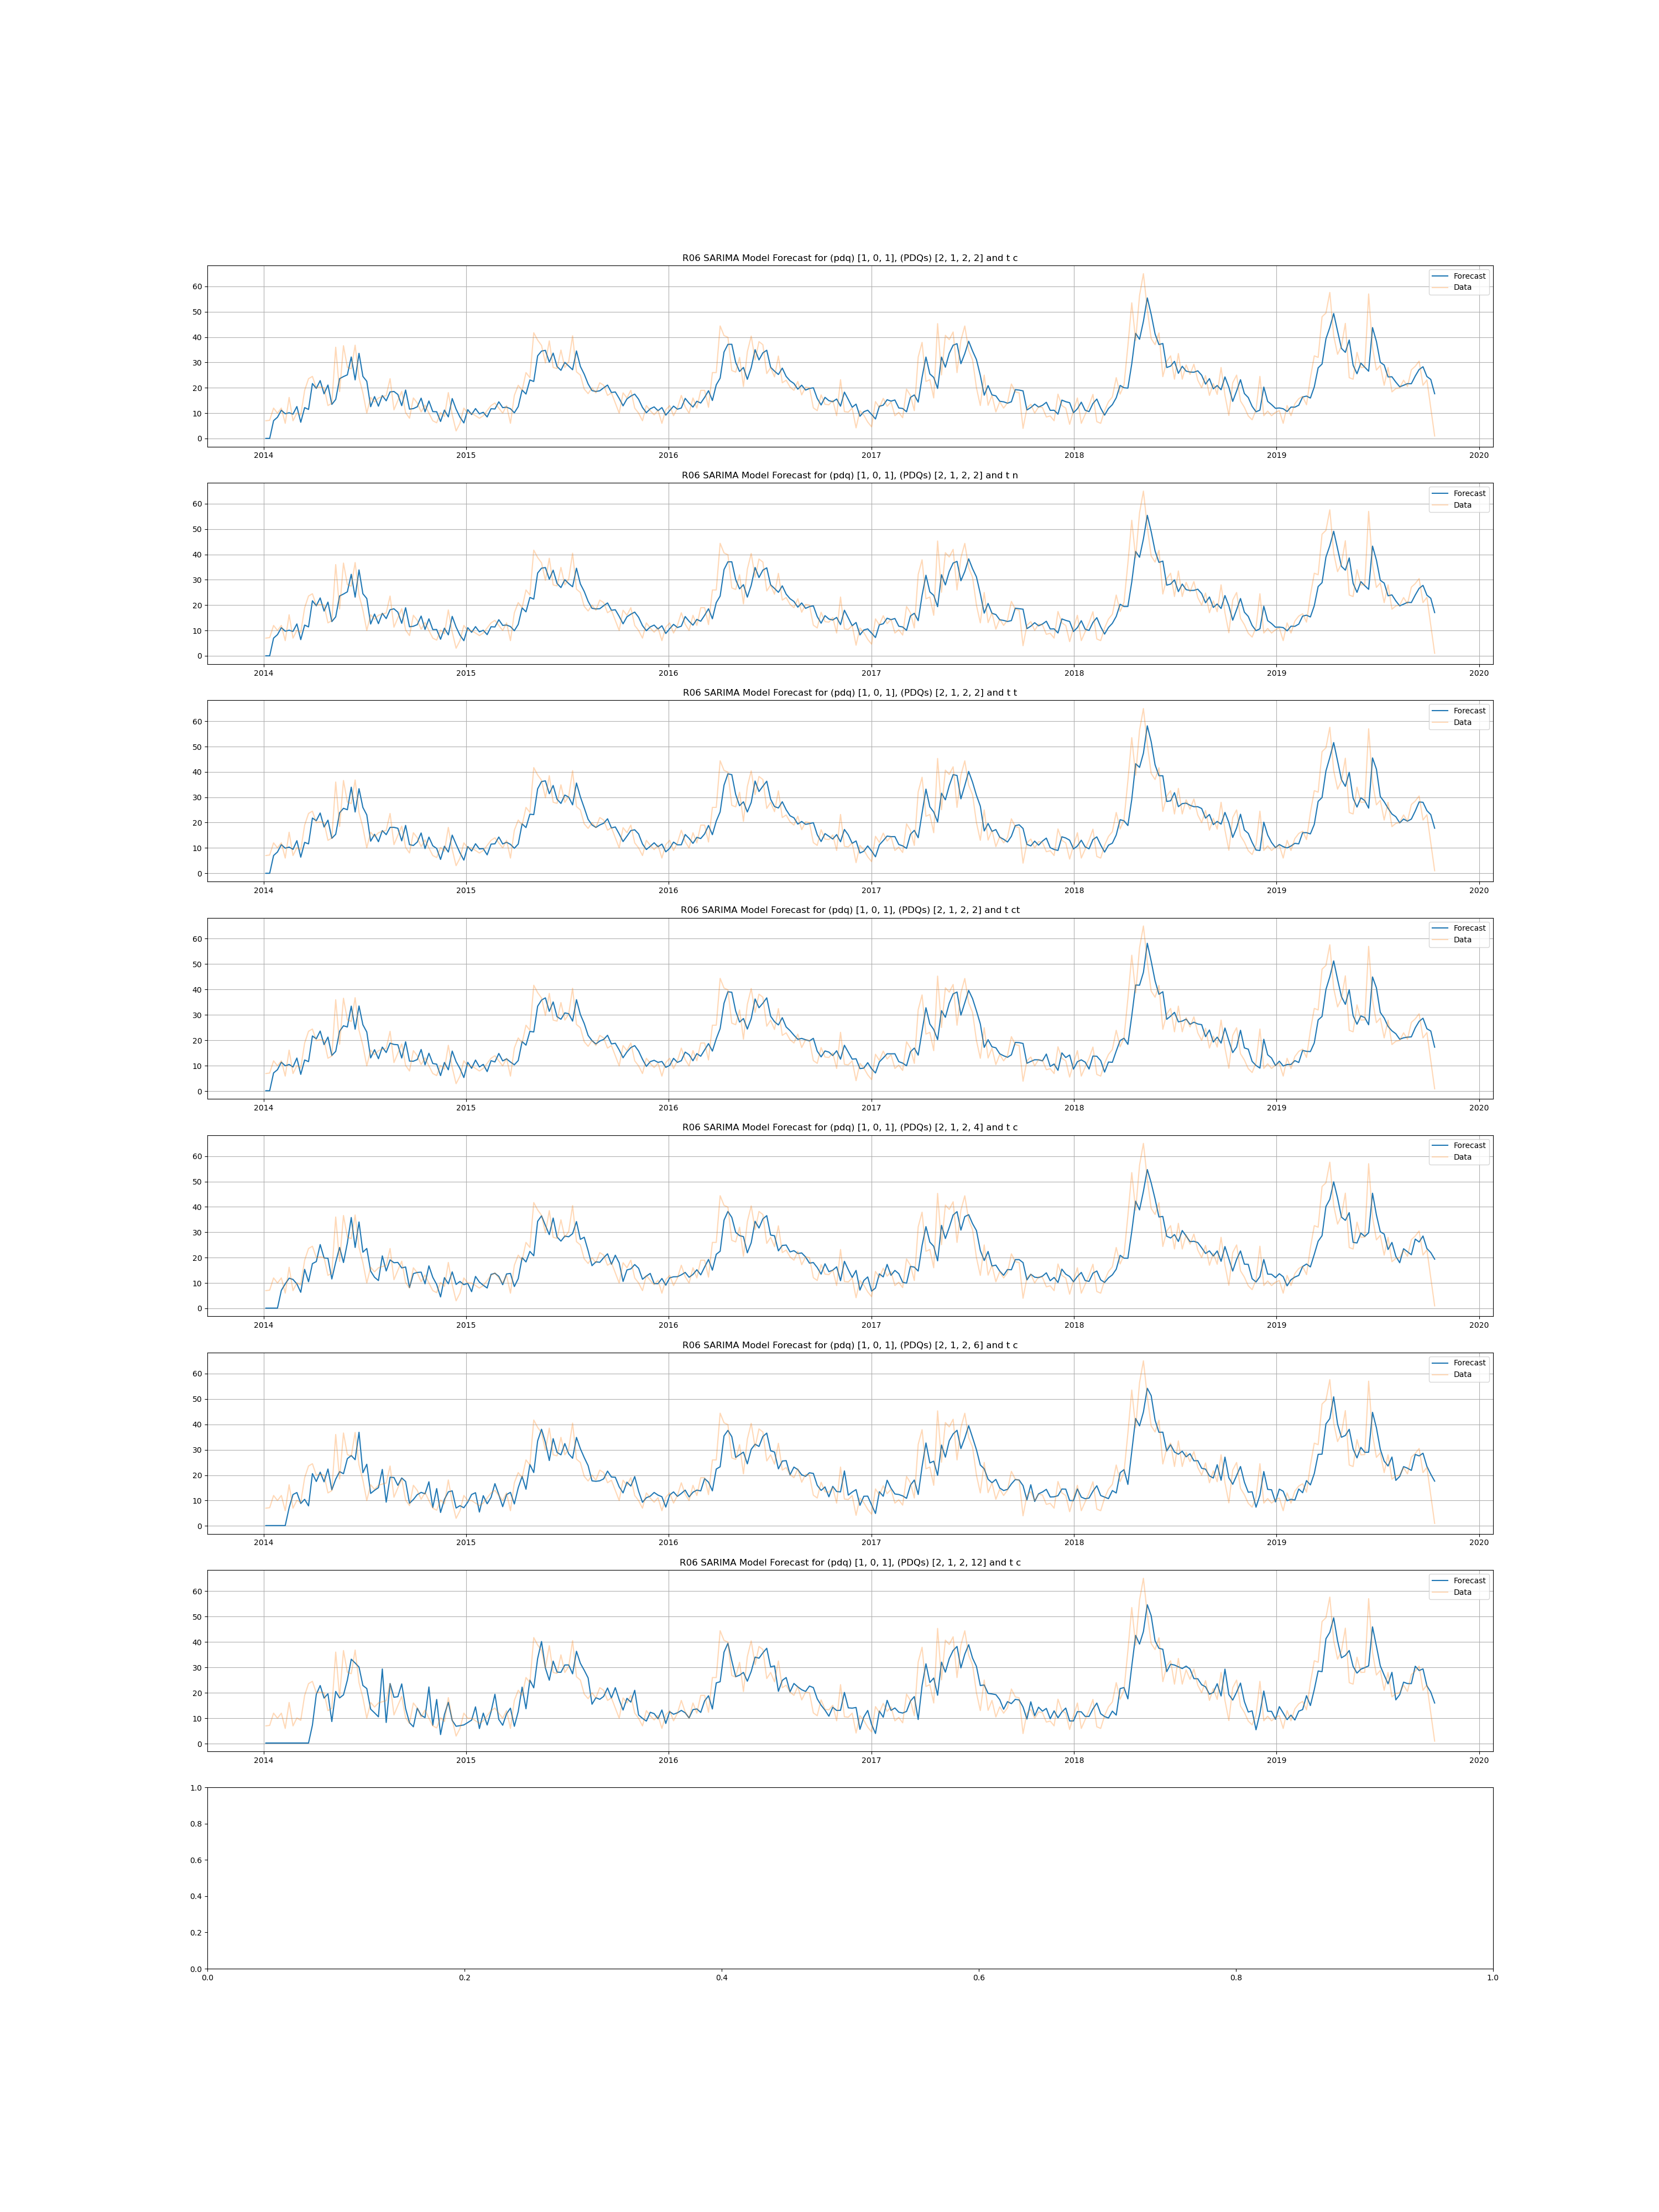 R06 SARIMA Model Forecast for (pdq) [1, 0, 1], (PDQs) [2, 1, 2, 2] and t c
60
50
40
30
20
10
0
Forecast
Data
2014 2015 2016 2017 2018 2019 2020
R06 SARIMA Model Forecast for (pdq) [1, 0, 1], (PDQs) [2, 1, 2, 2] and t n
60
50
40
30
20
10
0
Forecast
Data
2014 2015 2016 2017 2018 2019 2020
R06 SARIMA Model Forecast for (pdq) [1, 0, 1], (PDQs) [2, 1, 2, 2] and t t
60
50
40
30
20
10
0
Forecast
Data
2014 2015 2016 2017 2018 2019 2020
R06 SARIMA Model Forecast for (pdq) [1, 0, 1], (PDQs) [2, 1, 2, 2] and t ct
60
50
40
30
20
10
0
Forecast
Data
2014 2015 2016 2017 2018 2019 2020
R06 SARIMA Model Forecast for (pdq) [1, 0, 1], (PDQs) [2, 1, 2, 4] and t c
60
50
40
30
20
10
0
Forecast
Data
2014 2015 2016 2017 2018 2019 2020
R06 SARIMA Model Forecast for (pdq) [1, 0, 1], (PDQs) [2, 1, 2, 6] and t c
60
50
40
30
20
10
0
Forecast
Data
2014 2015 2016 2017 2018 2019 2020
R06 SARIMA Model Forecast for (pdq) [1, 0, 1], (PDQs) [2, 1, 2, 12] and t c
60
50
40
30
20
10
0
Forecast
Data
2014 2015 2016 2017 2018 2019 2020
1.0
0.8
0.6
0.4
0.2
0.0
0.0 0.2 0.4 0.6 0.8 1.0